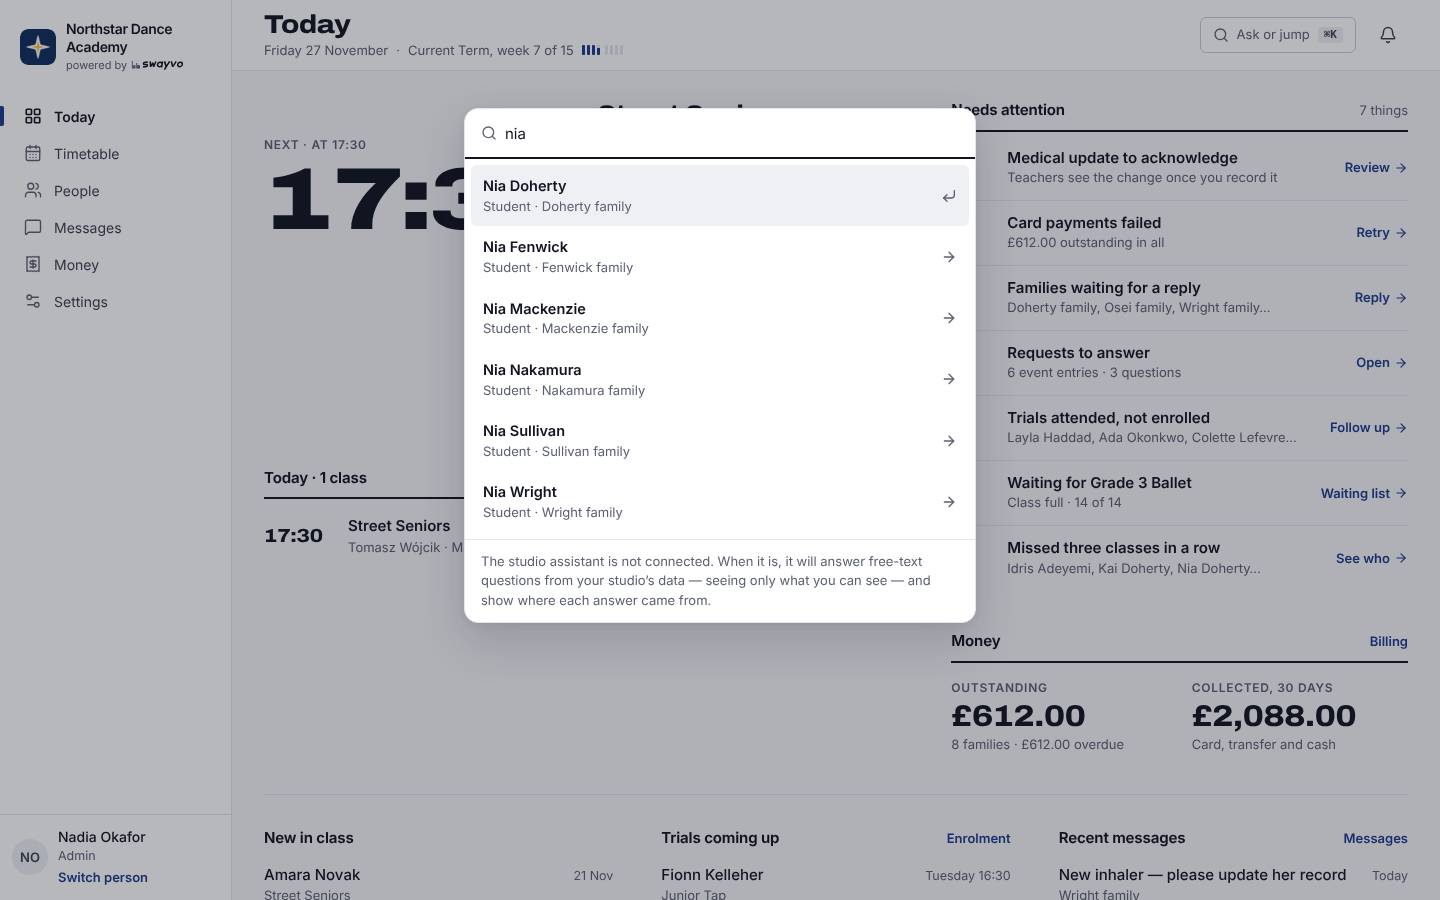 Northstar Dance
Academy
powered by swayvo
Today
Timetable
People
Messages
Money
Settings
Nadia Okafor
NO
Admin
Switch person
Today
Friday 27 November · Current Term, week 7 of 15
Ask or jump ⌘K
NEXT · AT 17:30
17:3
Today · 1 class
17:30
Street Seniors
Tomasz Wójcik · M
nia
Nia Doherty
Student · Doherty family
Nia Fenwick
Student · Fenwick family
Nia Mackenzie
Student · Mackenzie family
Nia Nakamura
Student · Nakamura family
Nia Sullivan
Student · Sullivan family
Nia Wright
Student · Wright family
The studio assistant is not connected. When it is, it will answer free-text
questions from your studio’s data — seeing only what you can see — and
show where each answer came from.
Needs attention
7 things
Medical update to acknowledge
Teachers see the change once you record it
Review
Card payments failed
£612.00 outstanding in all
Retry
Families waiting for a reply
Doherty family, Osei family, Wright family...
Reply
Requests to answer
6 event entries · 3 questions
Open
Trials attended, not enrolled
Layla Haddad, Ada Okonkwo, Colette Lefevre...
Follow up
Waiting for Grade 3 Ballet
Class full · 14 of 14
Waiting list
Missed three classes in a row
Idris Adeyemi, Kai Doherty, Nia Doherty...
See who
Money
Billing
OUTSTANDING
£612.00
8 families · £612.00 overdue
COLLECTED, 30 DAYS
£2,088.00
Card, transfer and cash
New in class
Amara Novak
21 Nov
Street Seniors
Trials coming up
Enrolment
Fionn Kelleher
Tuesday 16:30
Junior Tap
Recent messages
Messages
New inhaler — please update her record
Today
Wright family